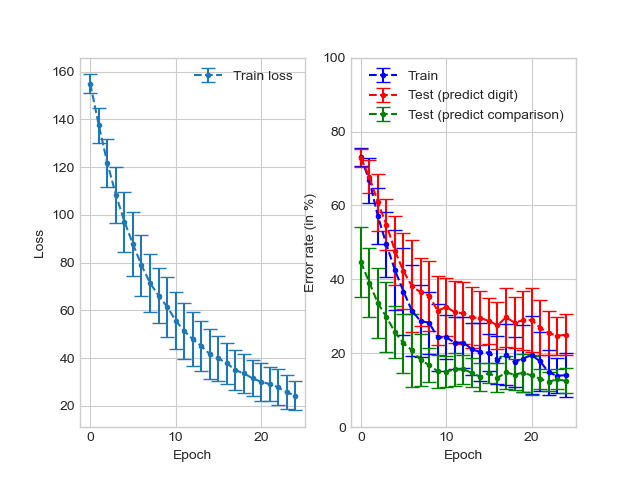 160
140
120
100
80
60
40
20
0
10
20
Loss
Epoch
Train loss
100
80
60
40
20
0
0
10
20
Error rate (in %)
Epoch
Train
Test (predict digit)
Test (predict comparison)